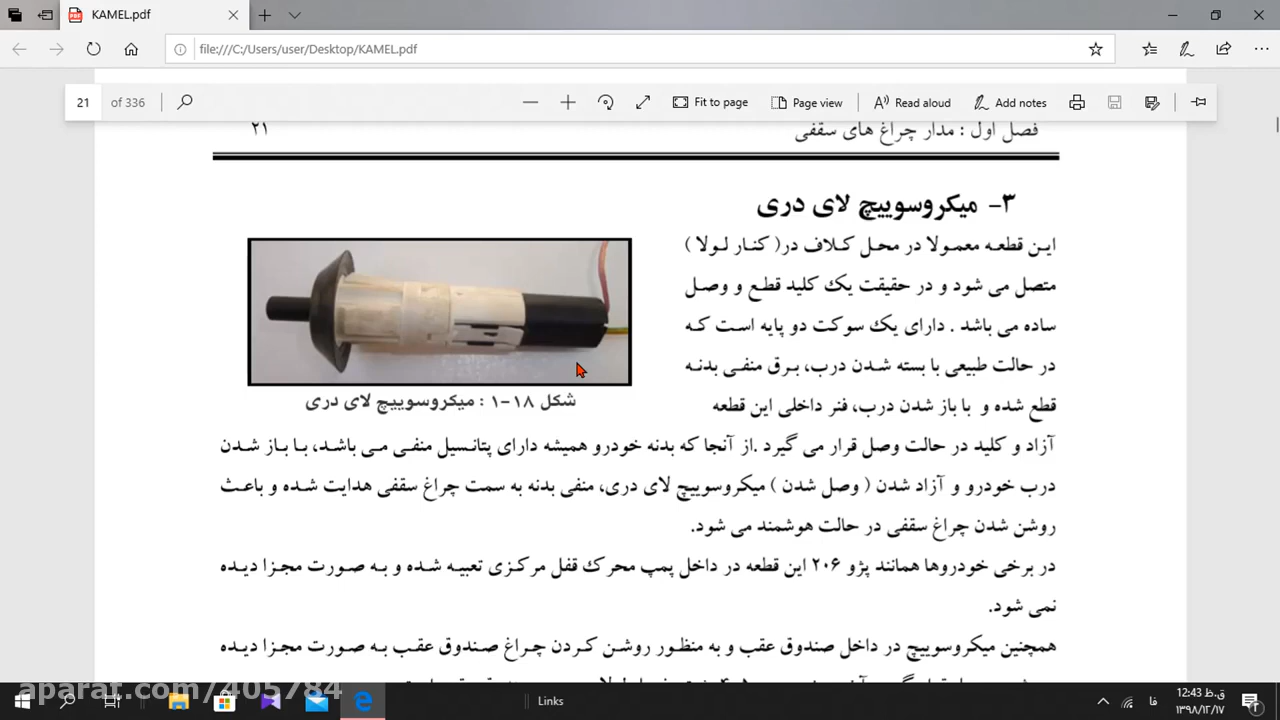 KAMEL.pdf
file:///C:/Users/user/Desktop/KAMEL.pdf
21 of 336
Fit to page
Page view
Read aloud
Add notes
فصل اول : مدار چراغ های سقفی
۲۱
۳- میکروسوییچ لای دری
این قطعه معمولا در محل کلاف در( کنار لولا )
متصل می شود و در حقیقت یک کلید قطع و وصل
ساده می باشد . دارای یک سوکت دو پایه است که
در حالت طبیعی با بسته شدن درب، برق منفی بدنه
قطع شده و با باز شدن درب، فنر داخلی این قطعه
شکل ۱۸-۱ : میکروسوییچ لای دری
آزاد و کلید در حالت وصل قرار می گیرد .از آنجا که بدنه خودرو همیشه دارای پتانسیل منفی می باشد، با باز شدن
درب خودرو و آزاد شدن ( وصل شدن ) میکروسوییچ لای دری، منفی بدنه به سمت چراغ سقفی هدایت شده و باعث
روشن شدن چراغ سقفی در حالت هوشمند می شود.
در برخی خودروها همانند پژو ۲۰۶ این قطعه در داخل پمپ محرک قفل مرکزی تعبیه شده و به صورت مجزا دیده
نمی شود.
همچنین میکروسوییچ در داخل صندوق عقب و به منظور روشن کردن چراغ صندوق عقب به صورت مجزا دیده
aparat.com/405784
Links
فا
12:43 ق.ظ
۱۳۹۸/۱۲/۱۷